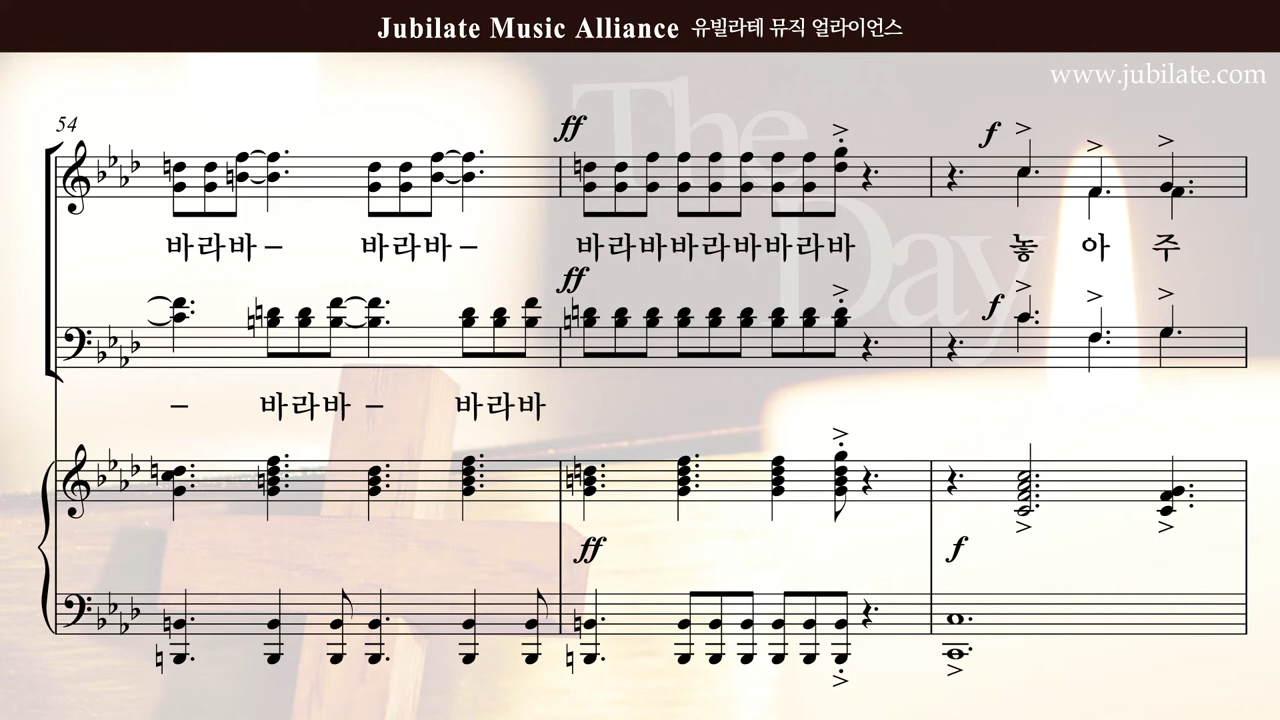 Jubilate Music Alliance 유빌라테 뮤직 얼라이언스
www.jubilate.com
The
Day
54
ff
f
바라바– 바라바– 바라바바라바바라바 놓 아 주
ff
f
– 바라바 – 바라바
ff
f